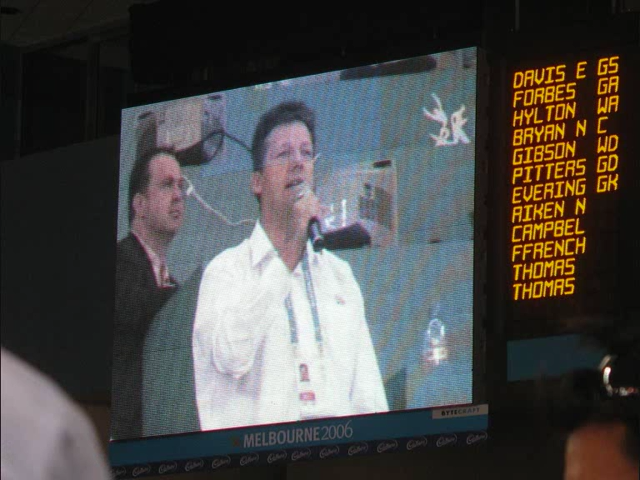 DAVIS E GS
FORBES GA
HYLTON WA
BRYAN N C
GIBSON WD
PITTERS GD
EVERING GK
AIKEN N
CAMPBEL
FFRENCH
THOMAS
THOMAS
MELBOURNE2006